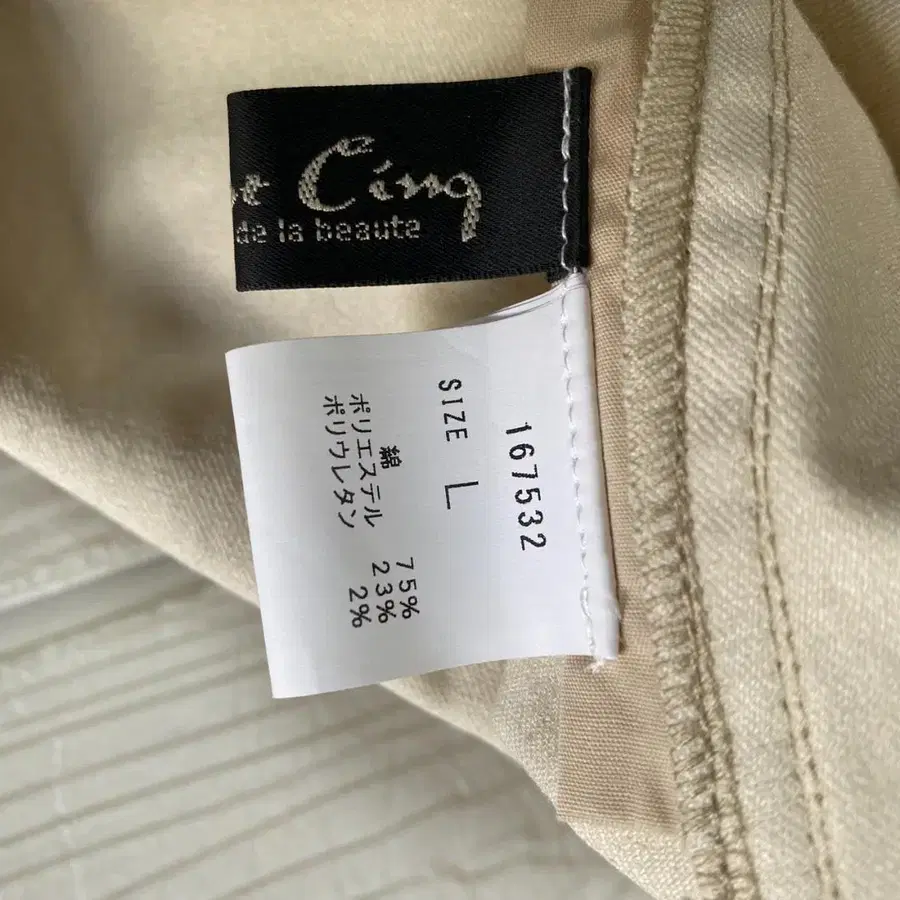 Cinq
de la beaute
167532
SIZE L
綿 75%
ポリエステル 23%
ポリウレタン 2%